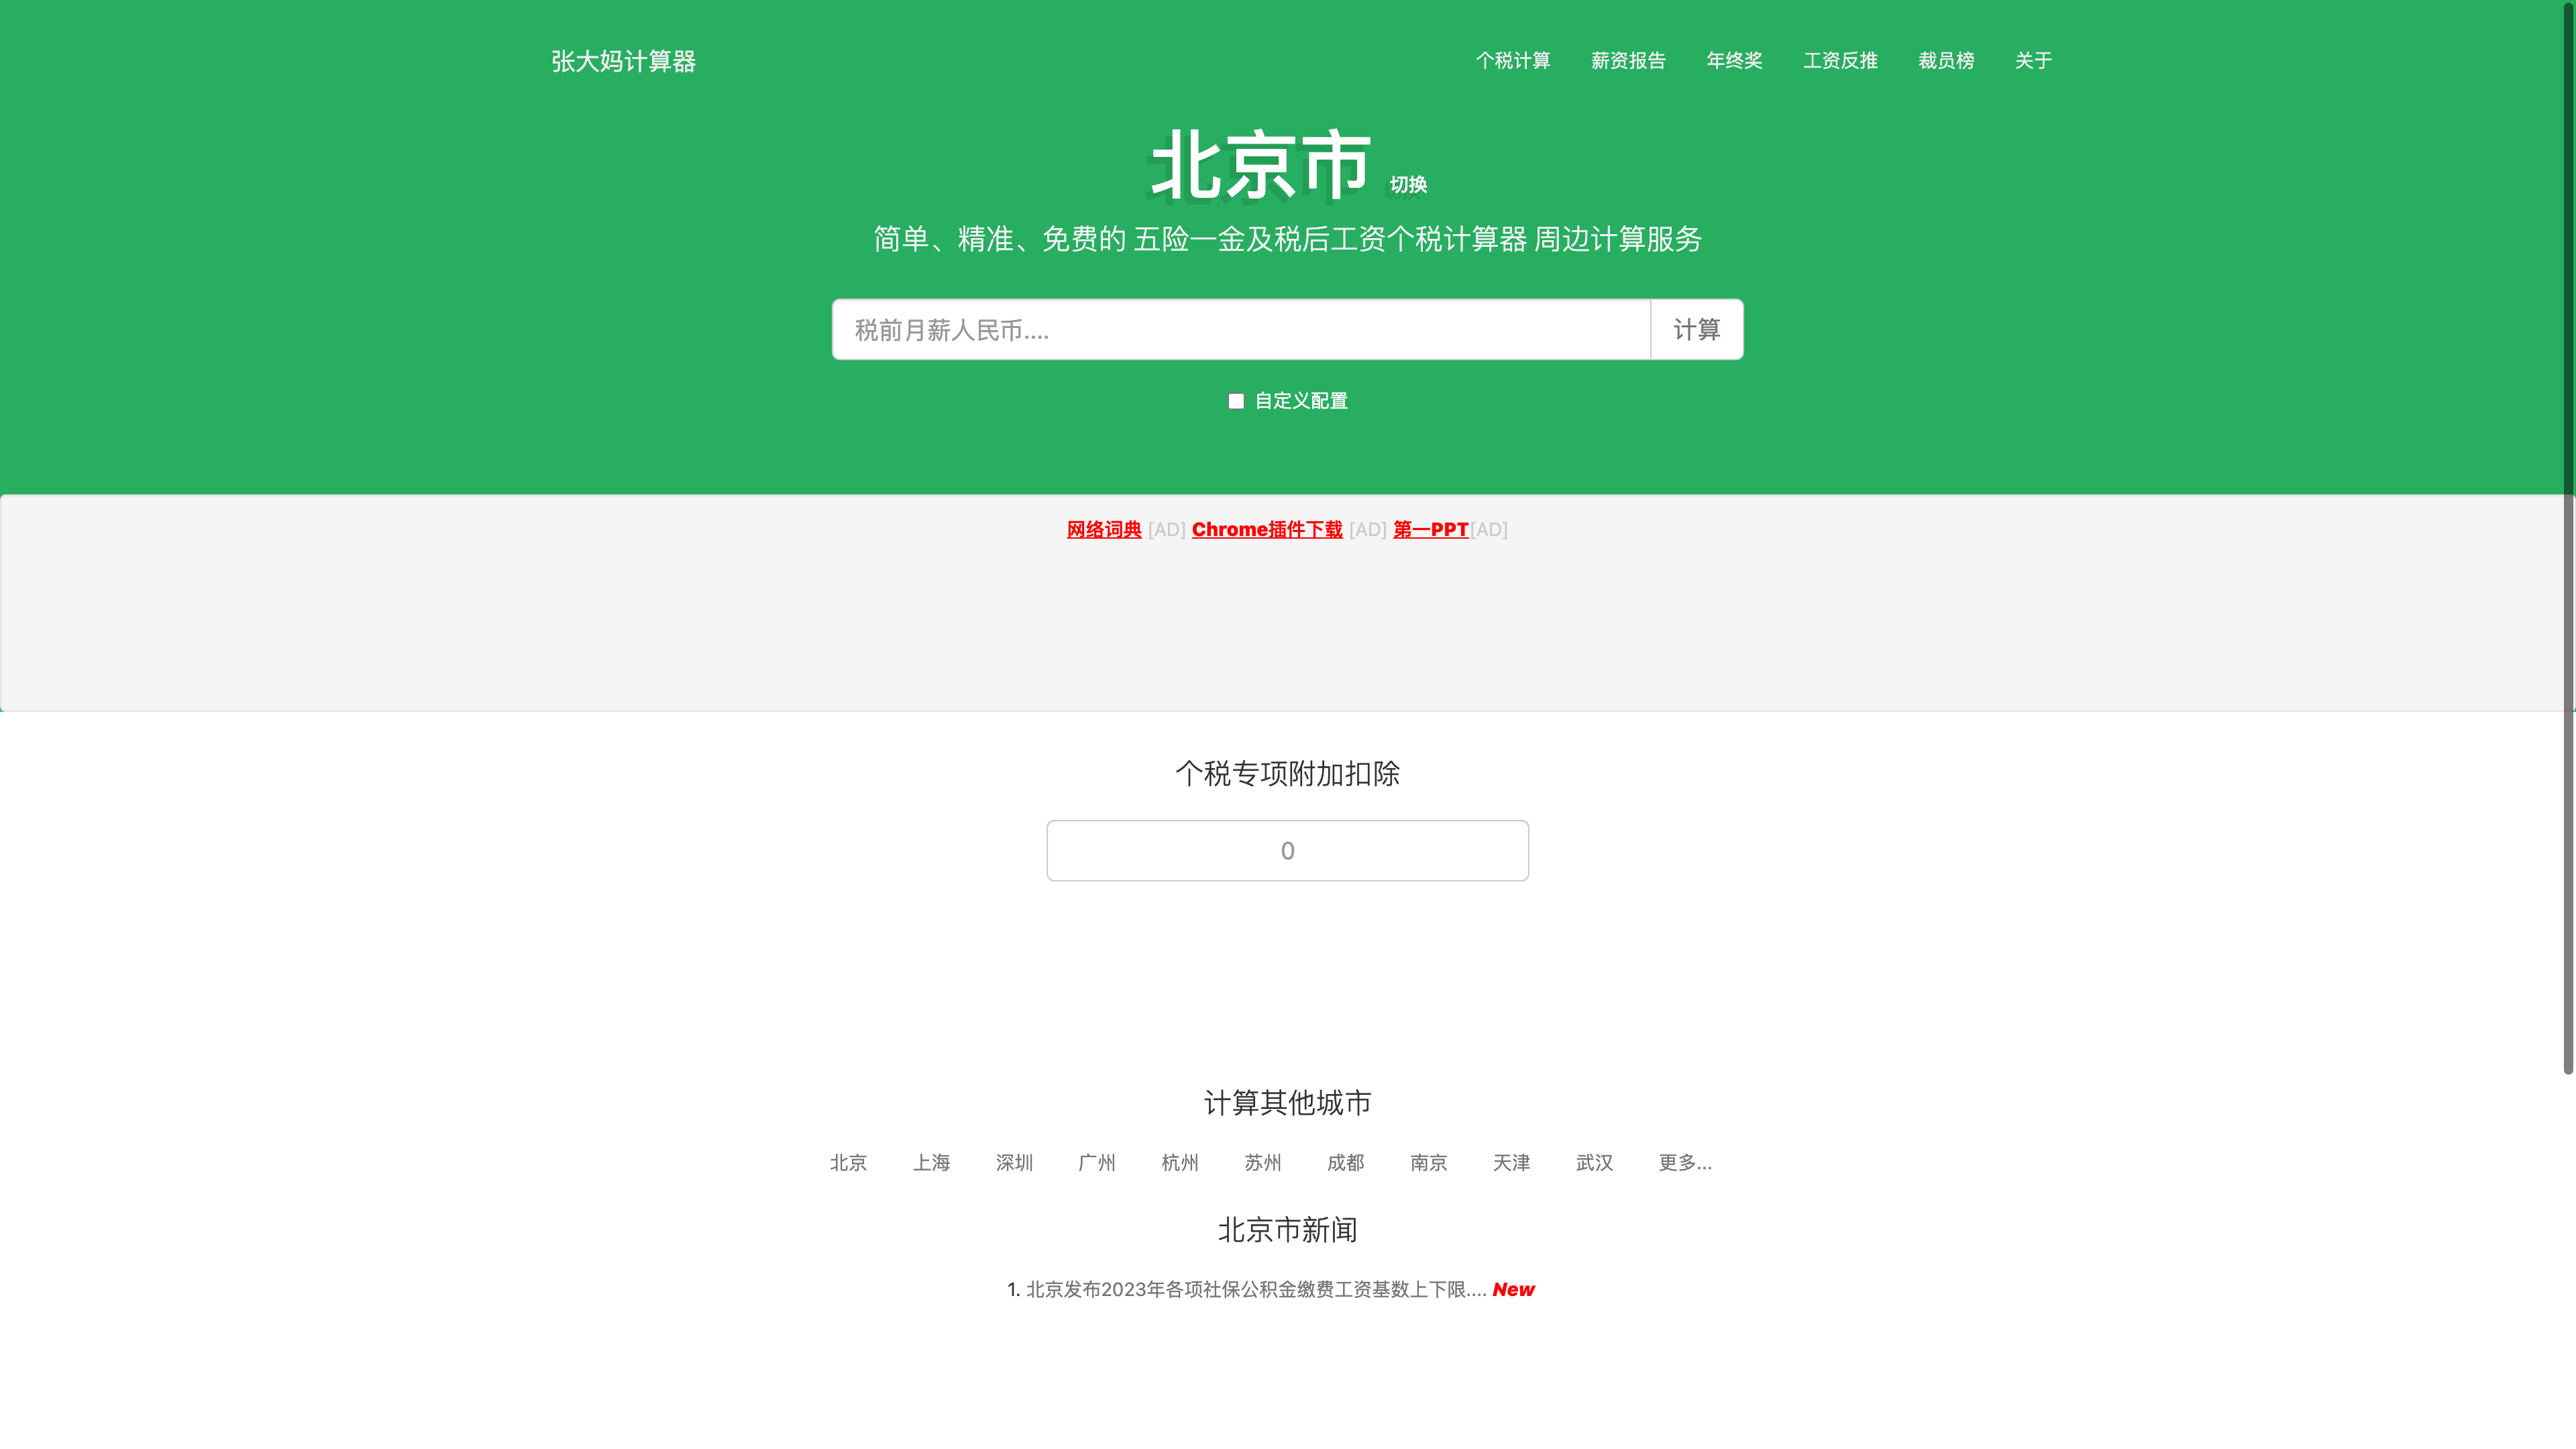 张大妈计算器 个税计算 薪资报告 年终奖 工资反推 裁员榜 关于
北京市 切换
简单、精准、免费的 五险一金及税后工资个税计算器 周边计算服务
税前月薪人民币.... 计算
自定义配置
网络词典 [AD] Chrome插件下载 [AD] 第一PPT[AD]
个税专项附加扣除
0
计算其他城市
北京 上海 深圳 广州 杭州 苏州 成都 南京 天津 武汉 更多...
北京市新闻
1. 北京发布2023年各项社保公积金缴费工资基数上下限.... New